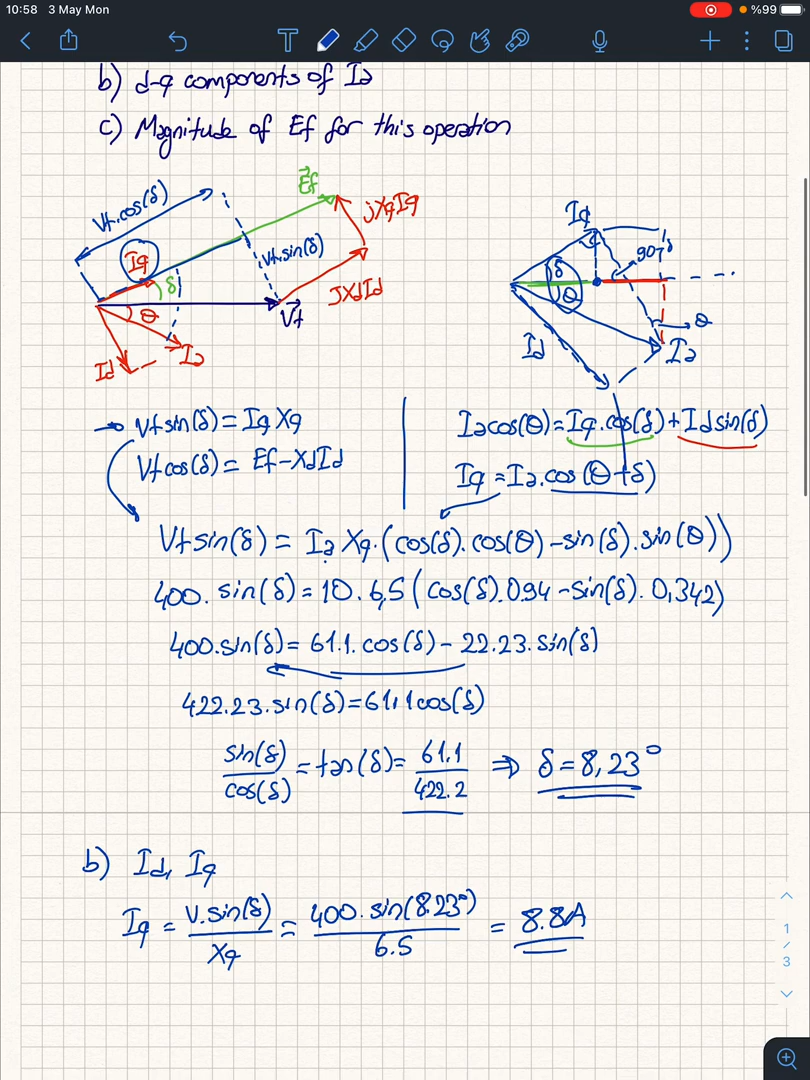 10:58 3 May Mon %99
T
b) d-q components of Ia
c) Magnitude of Ef for this operation
Vt.cos(δ)
Ef
jXqIq
Iq
Vt.sin(δ)
δ
JXdId
θ
Vt
Id
Ia
Iq
90-δ
δ
θ
θ
Id
Ia
→ Vt sin(δ) = Iq Xq
Vt cos(δ) = Ef - XdId
Ia cos(θ) = Iq.cos(δ) + Id sin(δ)
Iq = Ia.cos(θ+δ)
Vt sin(δ) = Ia Xq.(cos(δ).cos(θ) - sin(δ).sin(θ))
400. sin(δ) = 10. 6,5 (cos(δ).0.94 - Sin(δ). 0,342)
400.sin(δ) = 61.1.cos(δ) - 22.23.sin(δ)
422.23.sin(δ) = 61,1 cos(δ)
sin(δ)/cos(δ) = tan(δ) = 61.1/422.2 ⇒ δ = 8,23°
b) Id, Iq
Iq = V.sin(δ)/Xq = 400.sin(8.23°)/6.5 = 8.8A
1
/
3